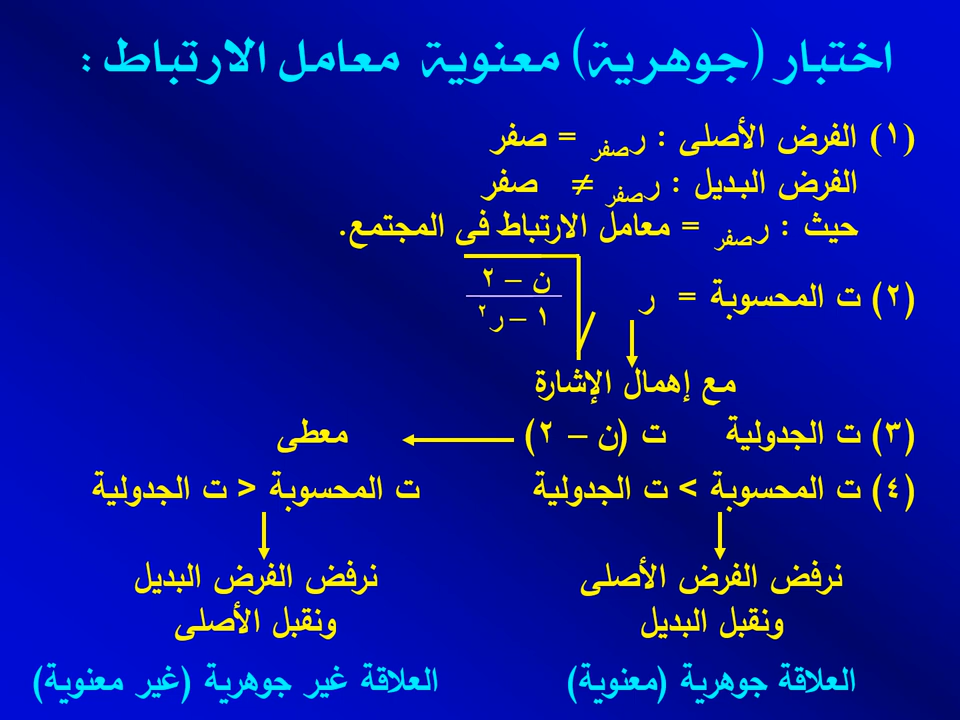 اختبار (جوهرية) معنوية معامل الارتباط :
(١) الفرض الأصلى : رصفر = صفر
الفرض البديل : رصفر ≠ صفر
حيث : رصفر = معامل الارتباط فى المجتمع.
(٢) ت المحسوبة = ر
ن – ٢
١ – ر٢
مع إهمال الإشارة
(٣) ت الجدولية ت (ن – ٢) معطى
(٤) ت المحسوبة > ت الجدولية ت المحسوبة < ت الجدولية
نرفض الفرض الأصلى نرفض الفرض البديل
ونقبل البديل ونقبل الأصلى
العلاقة جوهرية (معنوية) العلاقة غير جوهرية (غير معنوية)